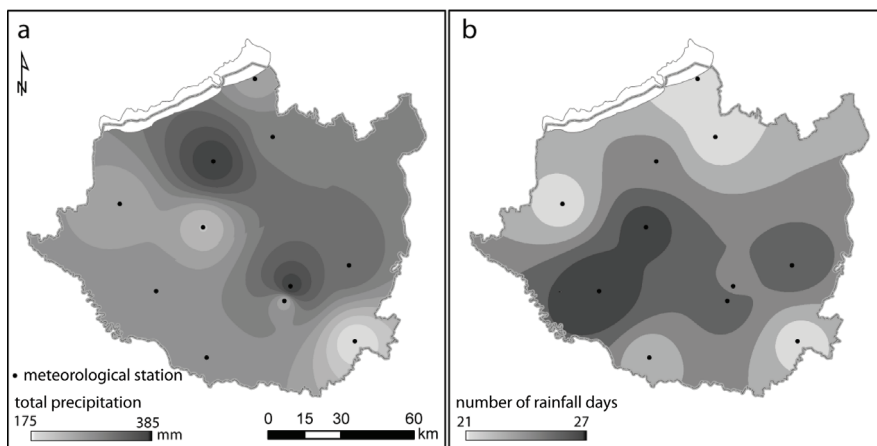 a
N
• meteorological station
total precipitation
175 385 mm
0 15 30 60 km
b
number of rainfall days
21 27